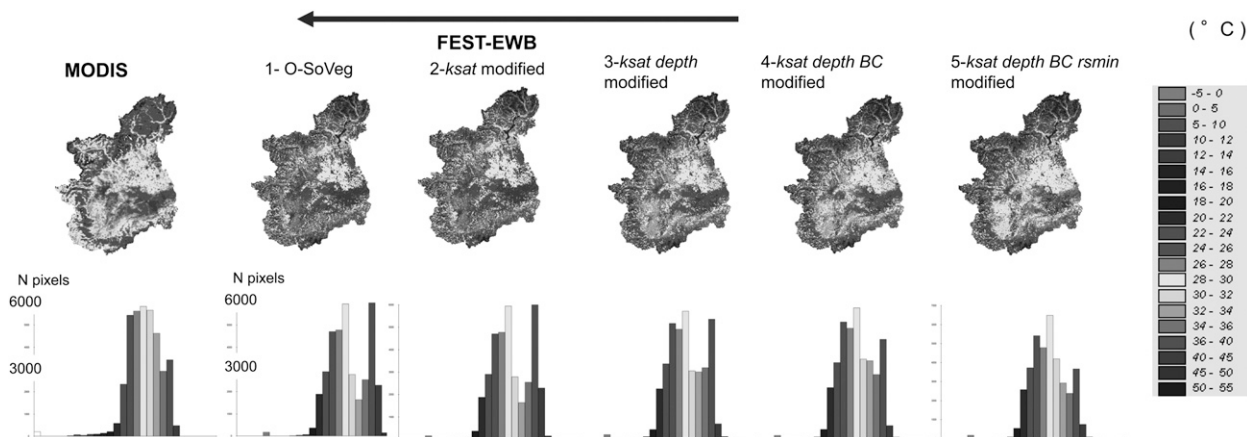 ( ° C )
FEST-EWB
MODIS
1- O-SoVeg
2-ksat modified
3-ksat depth
modified
4-ksat depth BC
modified
5-ksat depth BC rsmin
modified
-5 - 0
0 - 5
5 - 10
10 - 12
12 - 14
14 - 16
16 - 18
18 - 20
20 - 22
22 - 24
24 - 26
26 - 28
28 - 30
30 - 32
32 - 34
34 - 36
36 - 40
40 - 45
45 - 50
50 - 55
N pixels
6000
3000
N pixels
6000
3000